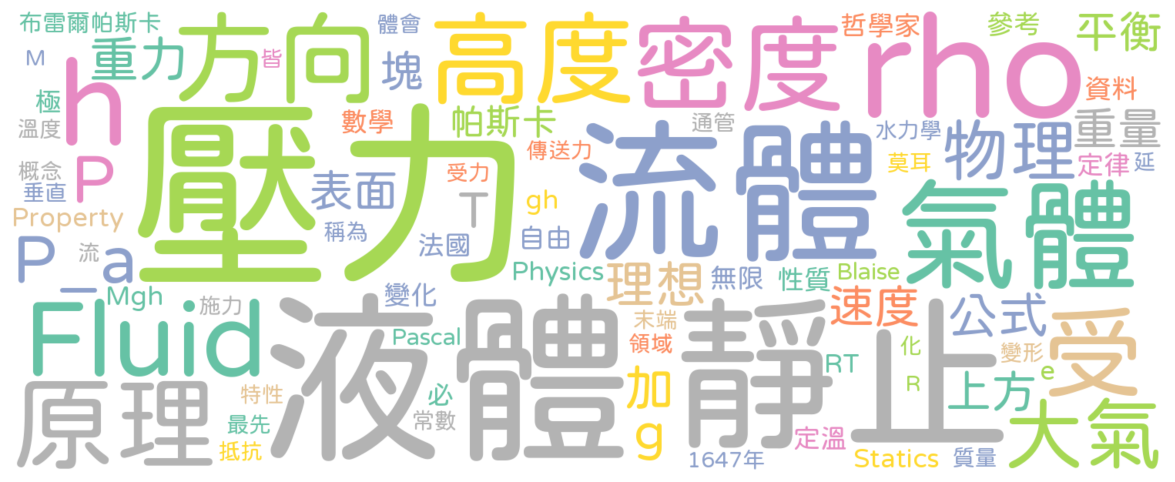 布雷爾帕斯卡
體會
哲學家
參考
平衡
M
重力
皆
方向
塊
高度
密度
rho
h
極
溫度
數學
帕斯卡
通管
水力學
資料
重量
壓力
流體
物理
概念
垂直
P
表面
受力
傳送力
莫耳
定律
延
T
gh
氣體
Property
流
稱為
法國
自由
P_a
Mgh
施力
變化
Physics
理想
無限
性質
Blaise
速度
公式
受
Fluid
液體
靜止
Pascal
末端
領域
RT
化
變形
R
e
原理
特性
最先
抵抗
必
常數
加
g
上方
大氣
1647年
定溫
Statics
質量